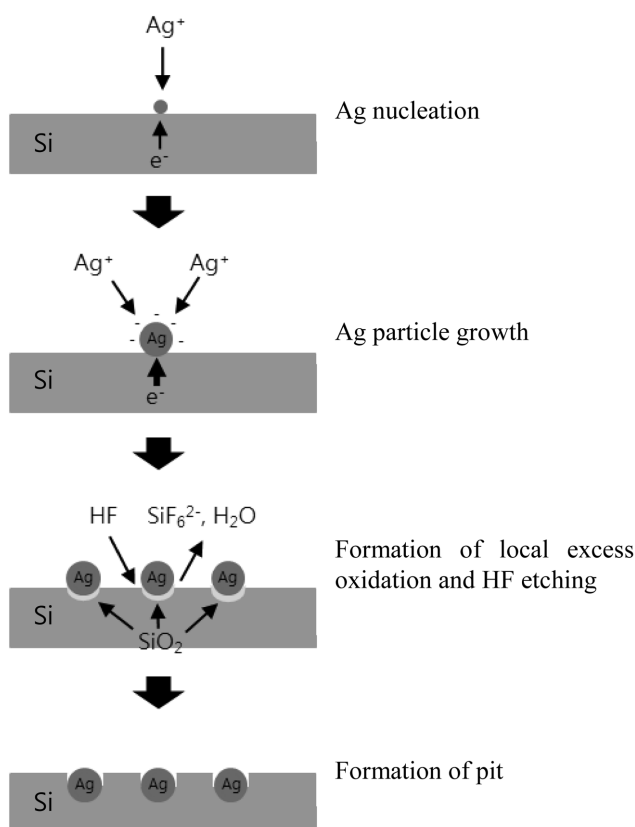 Ag⁺
Ag nucleation
Si
e⁻
Ag⁺ Ag⁺
- - -
- Ag -
Ag particle growth
Si
e⁻
HF SiF₆²⁻, H₂O
Formation of local excess
oxidation and HF etching
Ag Ag Ag
Si
SiO₂
Formation of pit
Ag Ag Ag
Si